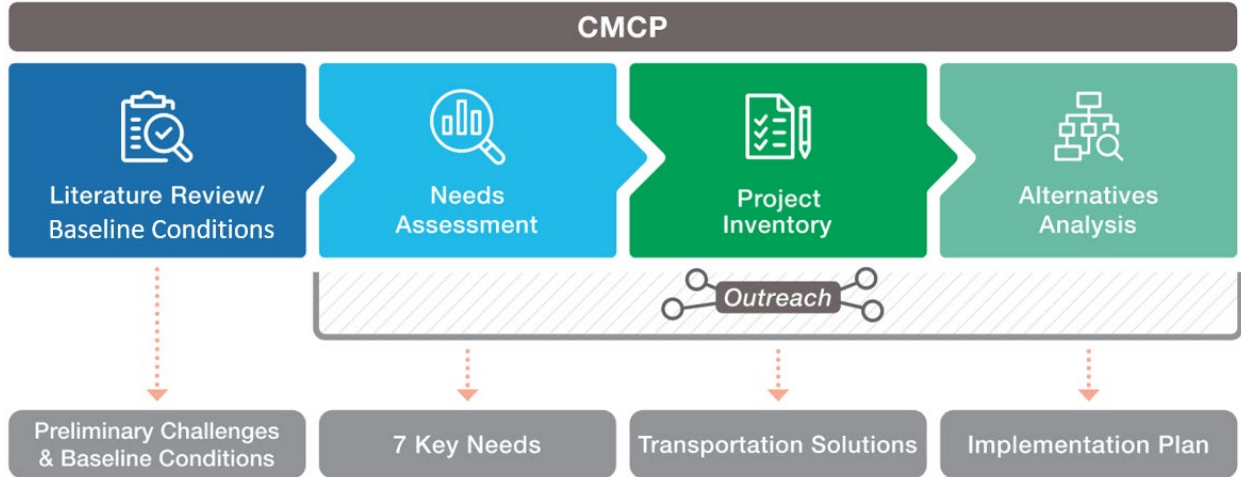 CMCP
Literature Review/
Baseline Conditions
Needs
Assessment
Project
Inventory
Alternatives
Analysis
Outreach
Preliminary Challenges
& Baseline Conditions
7 Key Needs
Transportation Solutions
Implementation Plan